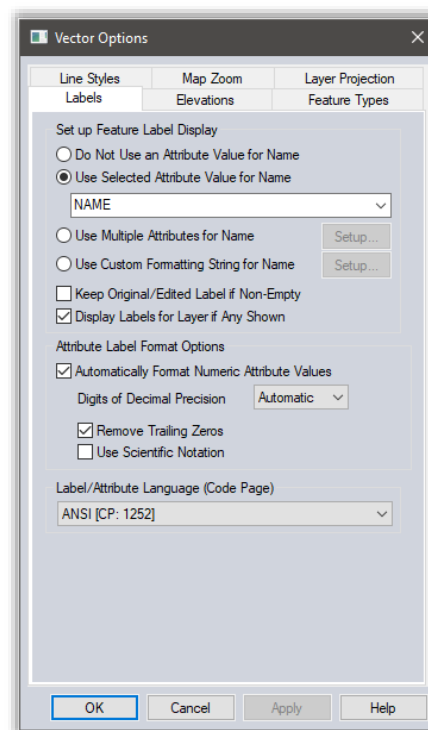 Vector Options
Line Styles Map Zoom Layer Projection
Labels Elevations Feature Types
Set up Feature Label Display
Do Not Use an Attribute Value for Name
Use Selected Attribute Value for Name
NAME
Use Multiple Attributes for Name Setup...
Use Custom Formatting String for Name Setup...
Keep Original/Edited Label if Non-Empty
Display Labels for Layer if Any Shown
Attribute Label Format Options
Automatically Format Numeric Attribute Values
Digits of Decimal Precision Automatic
Remove Trailing Zeros
Use Scientific Notation
Label/Attribute Language (Code Page)
ANSI [CP: 1252]
OK Cancel Apply Help